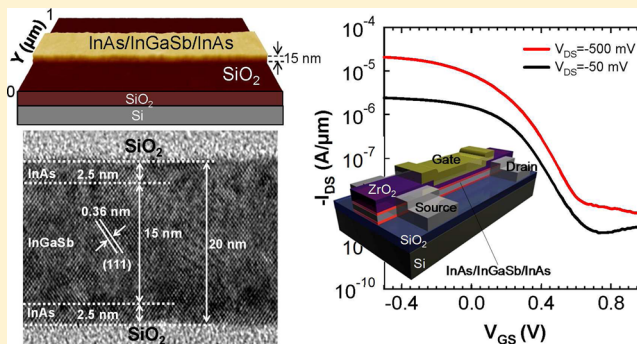 1
Y (µm)
0
InAs/InGaSb/InAs
15 nm
SiO₂
SiO₂
Si
SiO₂
InAs
2.5 nm
0.36 nm
InGaSb
15 nm
20 nm
(111)
InAs
2.5 nm
SiO₂
10⁻⁴
V_DS=-500 mV
V_DS=-50 mV
10⁻⁵
10⁻⁶
-I_DS (A/µm)
10⁻⁷
10⁻¹⁰
Gate
Drain
ZrO₂
Source
SiO₂
Si
InAs/InGaSb/InAs
-0.4
0.0
0.4
0.8
V_GS (V)